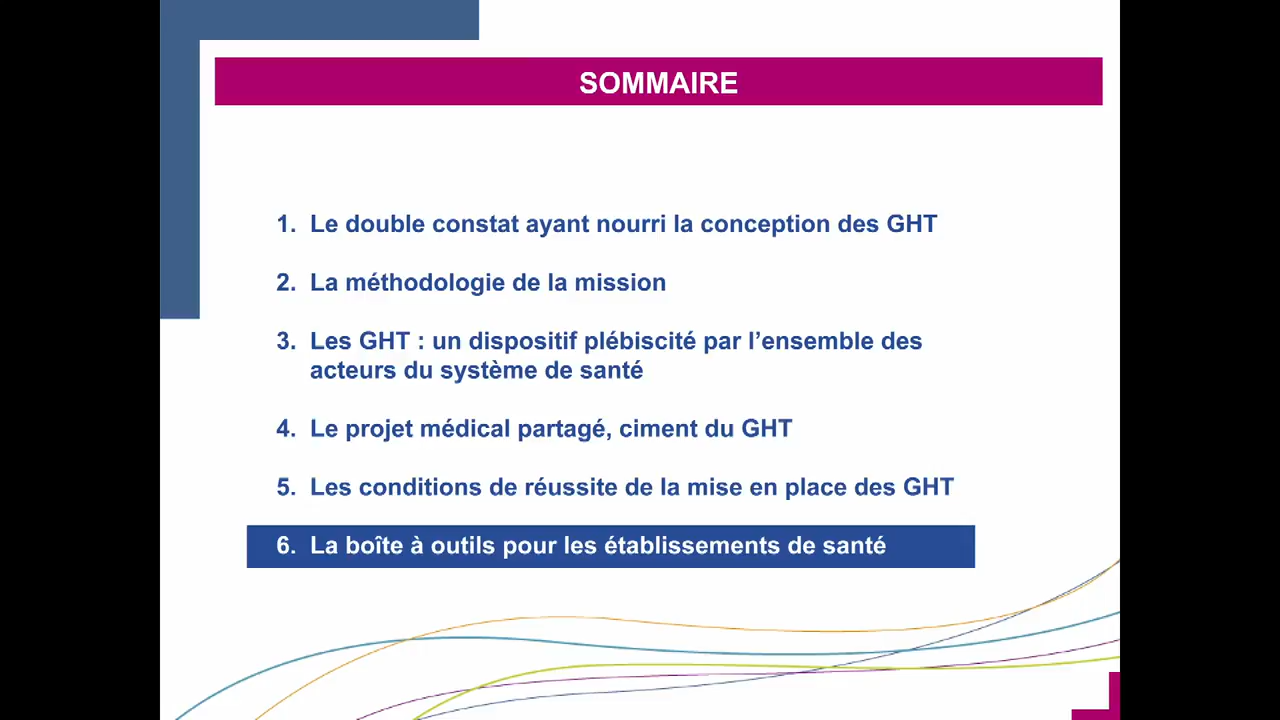 SOMMAIRE
1. Le double constat ayant nourri la conception des GHT
2. La méthodologie de la mission
3. Les GHT : un dispositif plébiscité par l’ensemble des
acteurs du système de santé
4. Le projet médical partagé, ciment du GHT
5. Les conditions de réussite de la mise en place des GHT
6. La boîte à outils pour les établissements de santé